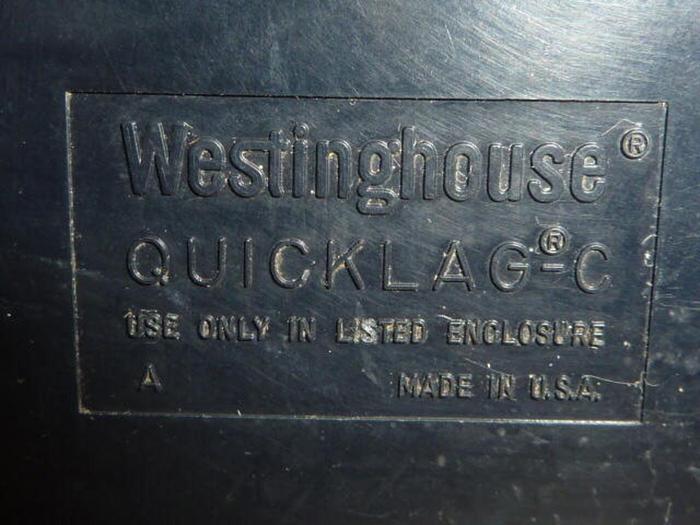 Westinghouse®
QUICKLAG®-C
USE ONLY IN LISTED ENCLOSURE
A MADE IN U.S.A.